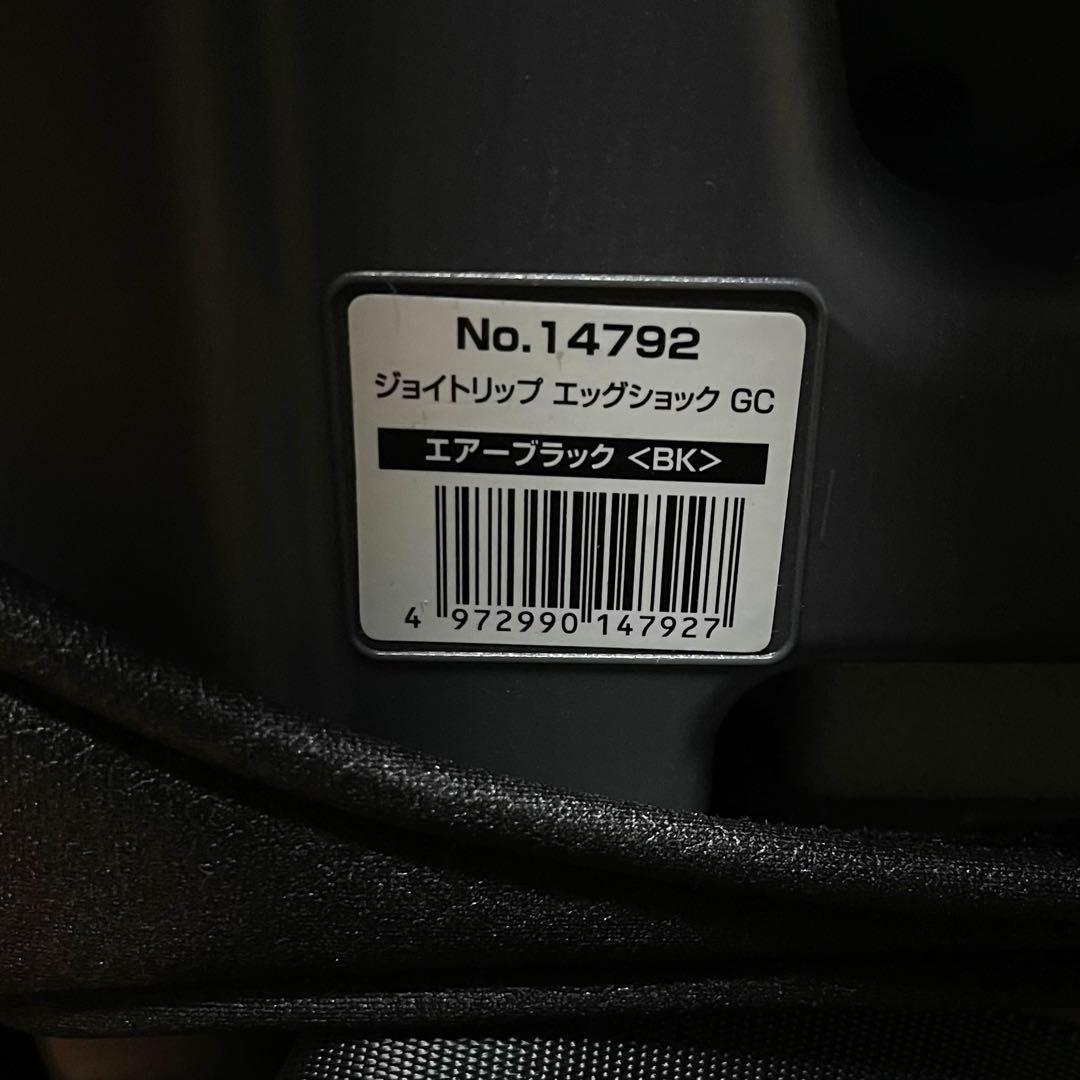 No.14792
ジョイトリップ エッグショック GC
エアーブラック <BK>
4 972990 147927